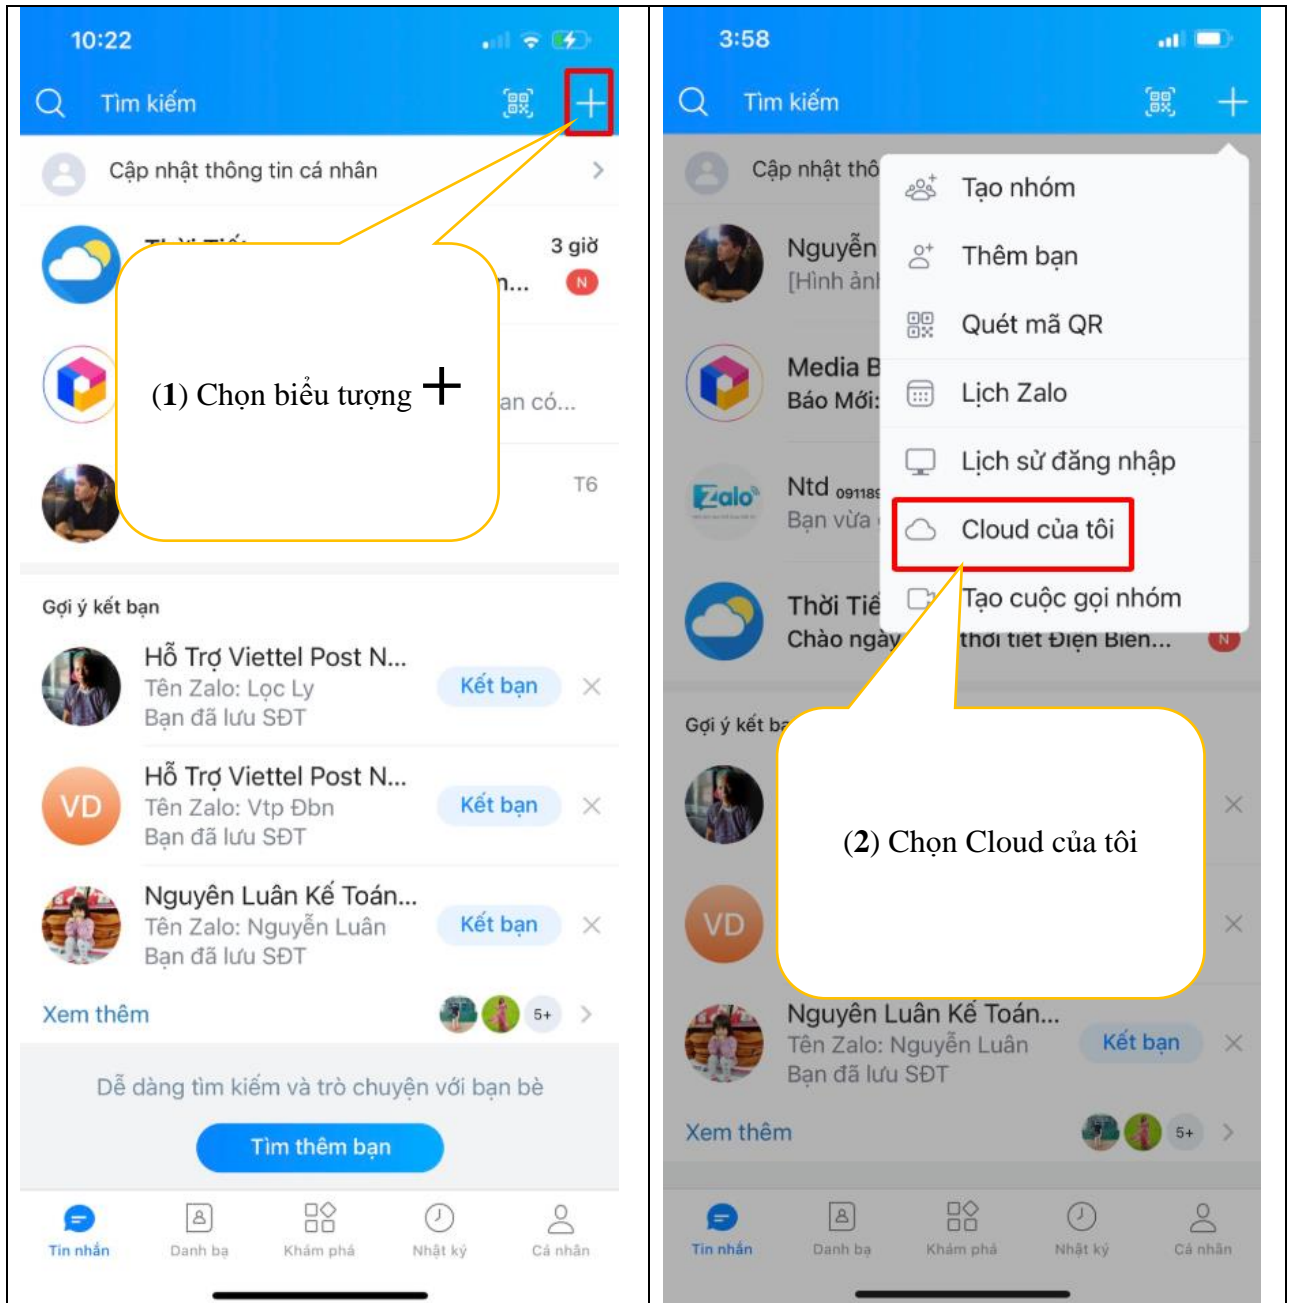 10:22
Tìm kiếm
Cập nhật thông tin cá nhân
3 giờ
n...
N
(1) Chọn biểu tượng +
an có...
T6
Gợi ý kết bạn
Hỗ Trợ Viettel Post N...
Tên Zalo: Lọc Ly
Bạn đã lưu SĐT
Kết bạn
VD
Hỗ Trợ Viettel Post N...
Tên Zalo: Vtp Đbn
Bạn đã lưu SĐT
Kết bạn
Nguyên Luân Kế Toán...
Tên Zalo: Nguyễn Luân
Bạn đã lưu SĐT
Kết bạn
Xem thêm
5+
Dễ dàng tìm kiếm và trò chuyện với bạn bè
Tìm thêm bạn
Tin nhắn
Danh bạ
Khám phá
Nhật ký
Cá nhân
3:58
Tìm kiếm
Cập nhật thô
Tạo nhóm
Thêm bạn
Quét mã QR
Lịch Zalo
Lịch sử đăng nhập
Cloud của tôi
Tạo cuộc gọi nhóm
Nguyễn
[Hình ảnh
Media B
Báo Mới:
Zalo
Ntd 091189
Bạn vừa
Thời Tiế
Chào ngày thời tiết Điện Biên...
N
Gợi ý kết bạ
(2) Chọn Cloud của tôi
VD
Nguyên Luân Kế Toán...
Tên Zalo: Nguyễn Luân
Bạn đã lưu SĐT
Kết bạn
Xem thêm
5+
Tin nhắn
Danh bạ
Khám phá
Nhật ký
Cá nhân